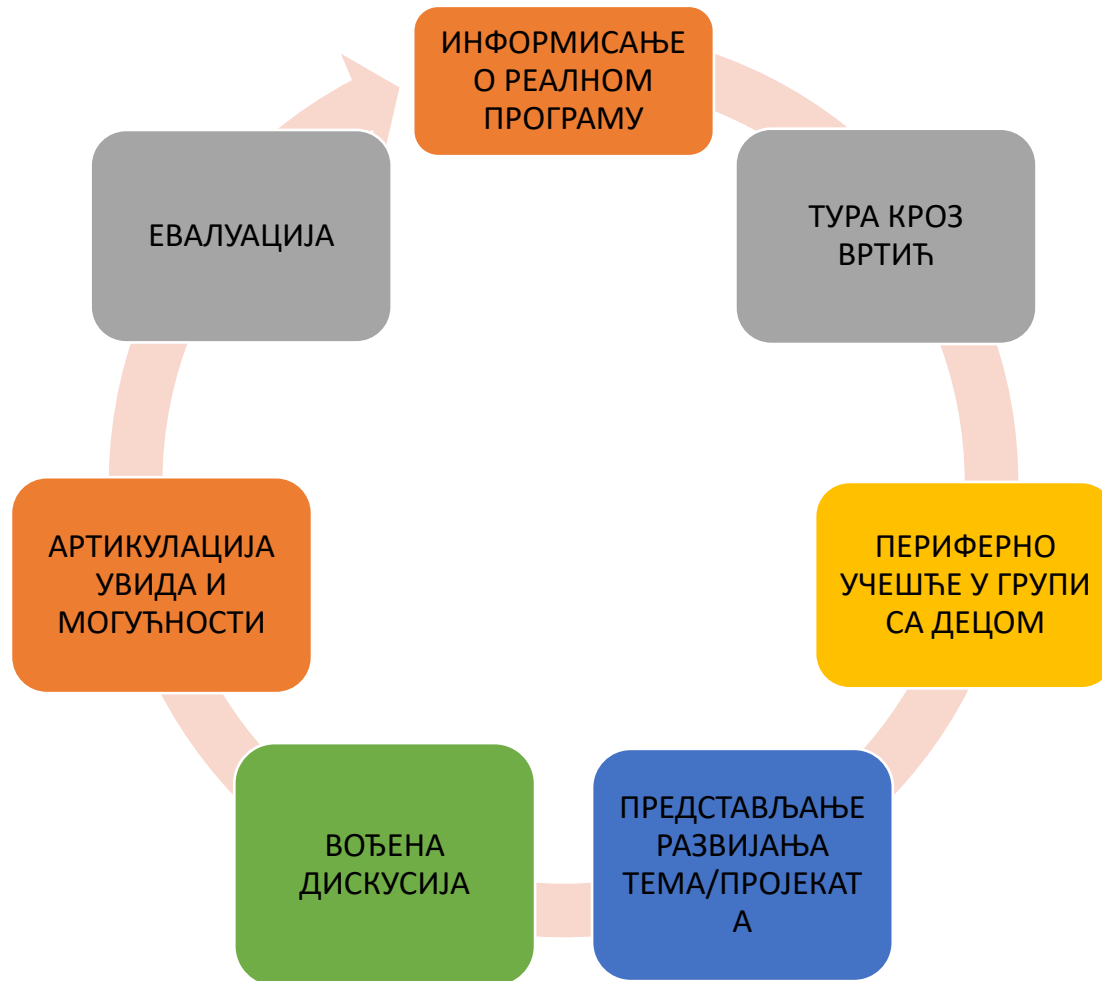 ИНФОРМИСАЊЕ
О РЕАЛНОМ
ПРОГРАМУ
ТУРА КРОЗ
ВРТИЋ
ПЕРИФЕРНО
УЧЕШЋЕ У ГРУПИ
СА ДЕЦОМ
ПРЕДСТАВЉАЊЕ
РАЗВИЈАЊА
ТЕМА/ПРОЈЕКАТ
А
ВОЂЕНА
ДИСКУСИЈА
АРТИКУЛАЦИЈА
УВИДА И
МОГУЋНОСТИ
ЕВАЛУАЦИЈА